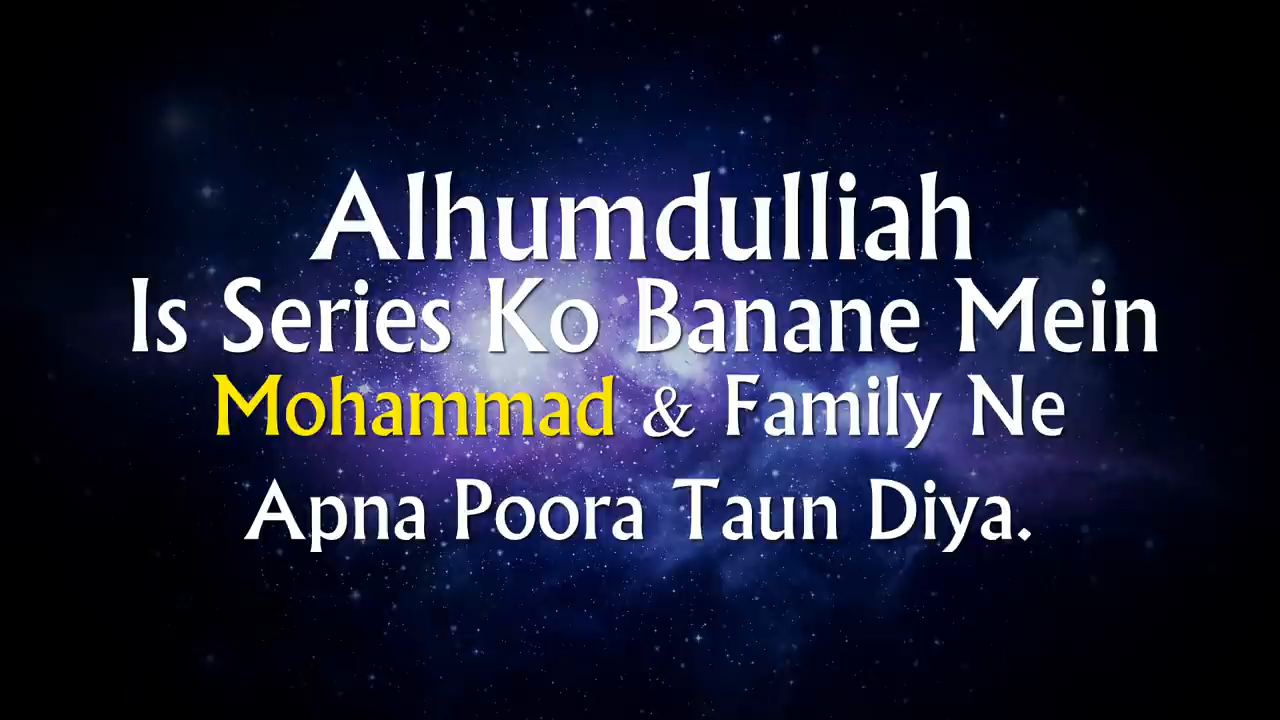 Alhumdulliah
Is Series Ko Banane Mein
Mohammad & Family Ne
Apna Poora Taun Diya.